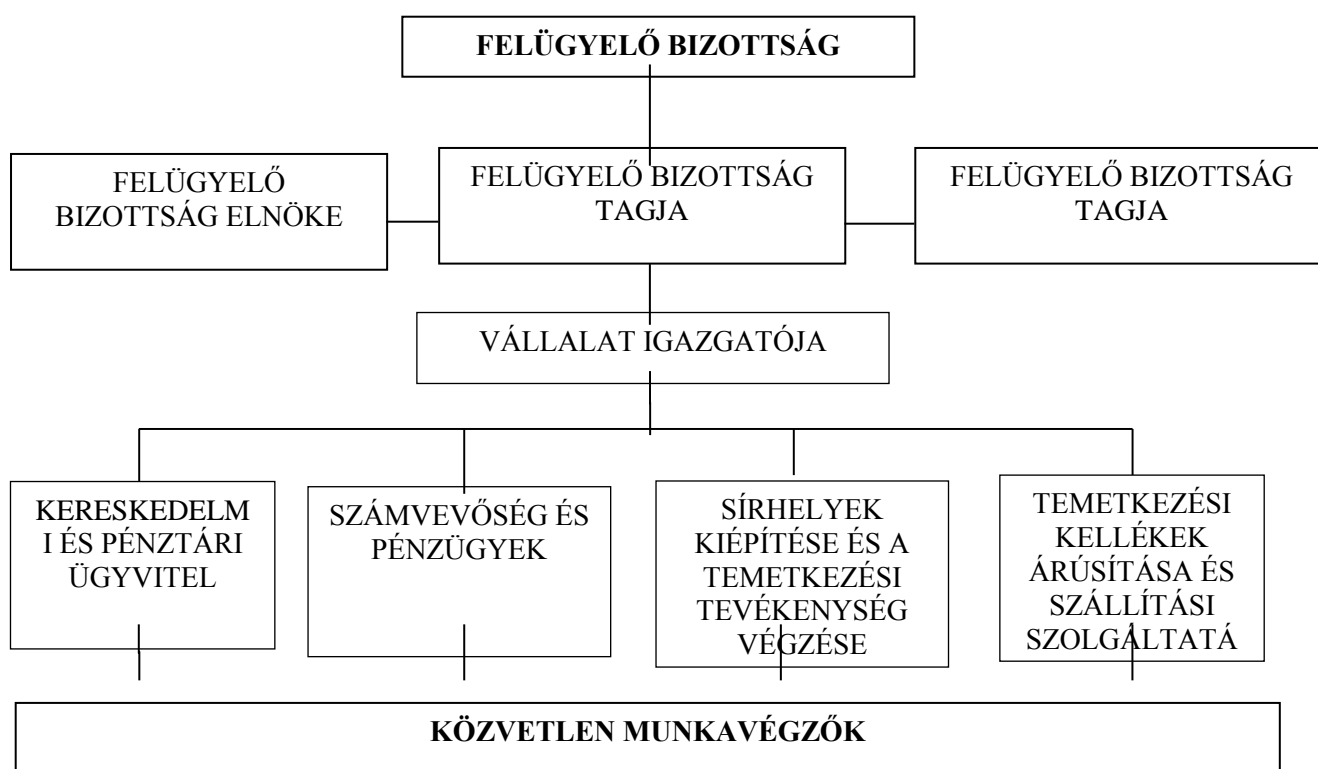 FELÜGYELŐ BIZOTTSÁG
FELÜGYELŐ
BIZOTTSÁG ELNÖKE
FELÜGYELŐ BIZOTTSÁG
TAGJA
FELÜGYELŐ BIZOTTSÁG
TAGJA
VÁLLALAT IGAZGATÓJA
KERESKEDELM
I ÉS PÉNZTÁRI
ÜGYVITEL
SZÁMVEVŐSÉG ÉS
PÉNZÜGYEK
SÍRHELYEK
KIÉPÍTÉSE ÉS A
TEMETKEZÉSI
TEVÉKENYSÉG
VÉGZÉSE
TEMETKEZÉSI
KELLÉKEK
ÁRÚSÍTÁSA ÉS
SZÁLLÍTÁSI
SZOLGÁLTATÁ
KÖZVETLEN MUNKAVÉGZŐK